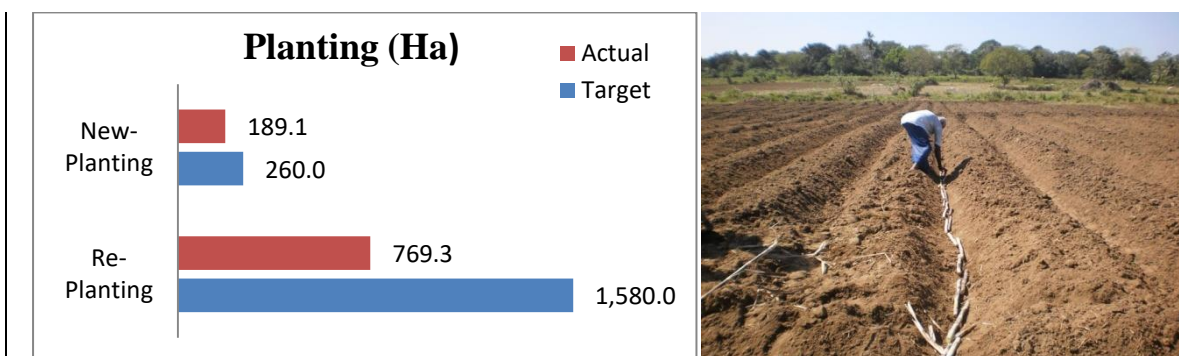 Planting (Ha)
Actual
Target
New-
Planting
189.1
260.0
Re-
Planting
769.3
1,580.0